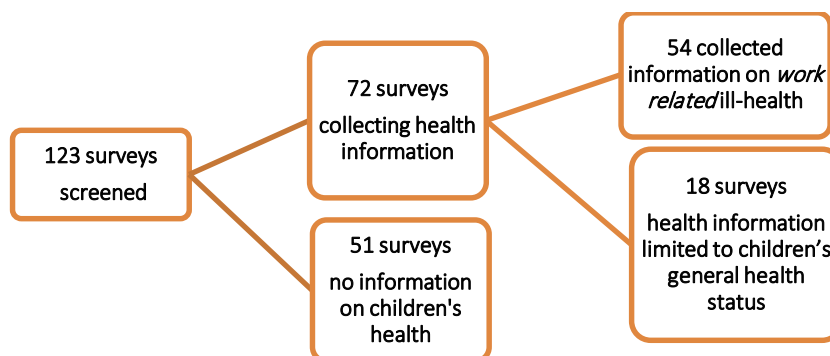 123 surveys
screened
72 surveys
collecting health
information
51 surveys
no information
on children's
health
54 collected
information on work
related ill-health
18 surveys
health information
limited to children’s
general health
status